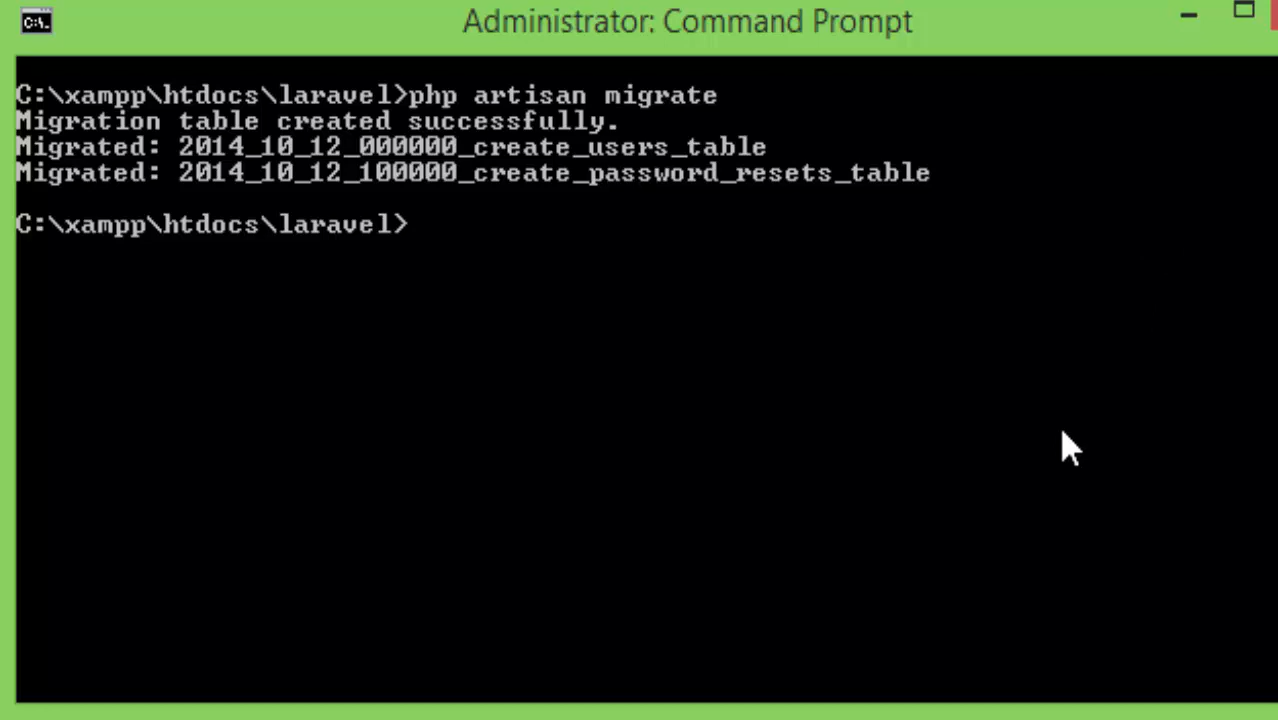 Administrator: Command Prompt
C:\xampp\htdocs\laravel>php artisan migrate
Migration table created successfully.
Migrated: 2014_10_12_000000_create_users_table
Migrated: 2014_10_12_100000_create_password_resets_table
C:\xampp\htdocs\laravel>